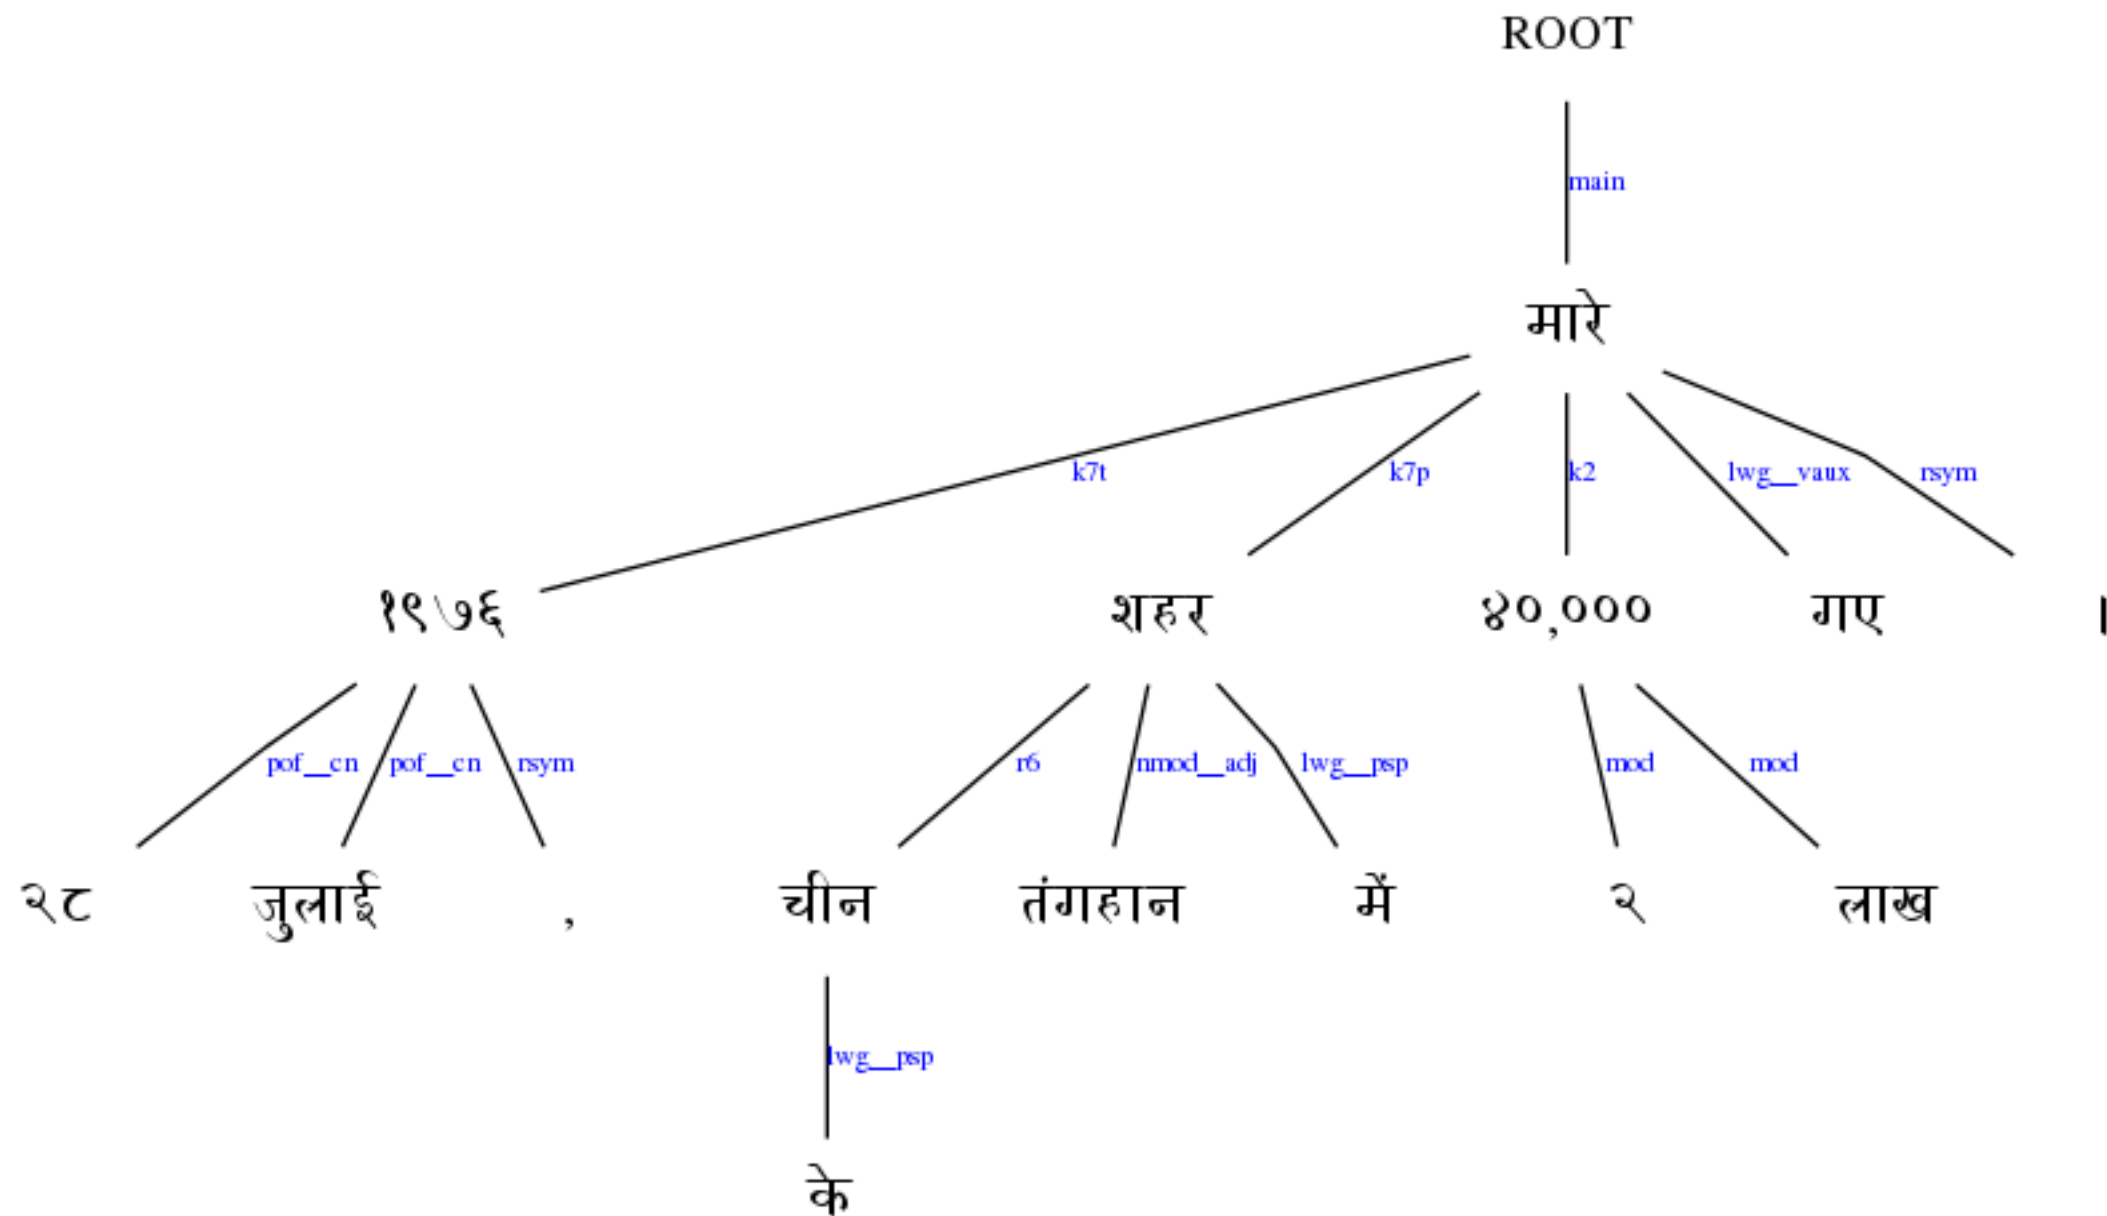 ROOT
main
मारे
k7t k7p k2 lwg__vaux rsym
१९७६ शहर ४०,००० गए ।
pof__cn pof__cn rsym r6 nmod__adj lwg__psp mod mod
२८ जुलाई , चीन तंगहान में २ लाख
lwg__psp
के